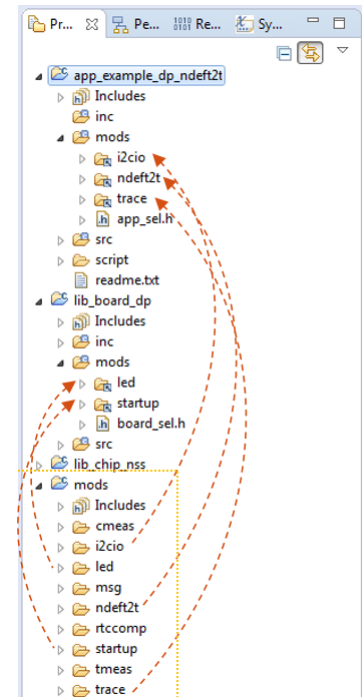 Pr... Pe... Re... Sy...
app_example_dp_ndeft2t
Includes
inc
mods
i2cio
ndeft2t
trace
app_sel.h
src
script
readme.txt
lib_board_dp
Includes
inc
mods
led
startup
board_sel.h
src
lib_chip_nss
mods
Includes
cmeas
i2cio
led
msg
ndeft2t
rtccomp
startup
tmeas
trace